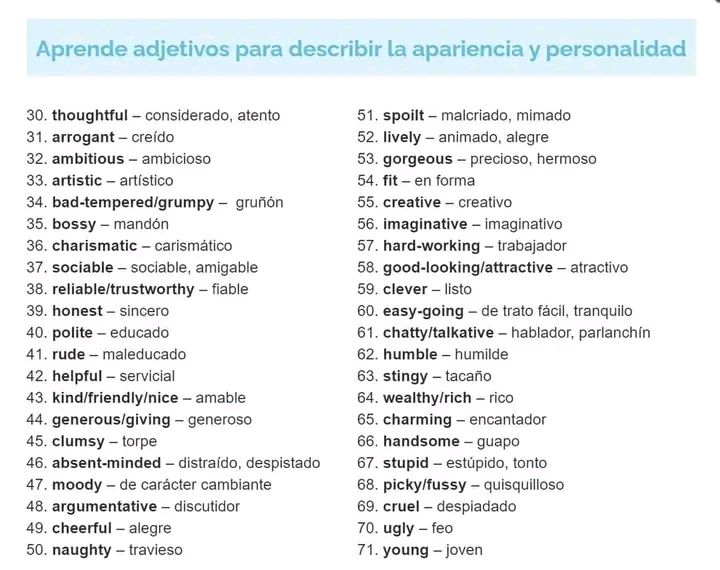 Aprende adjetivos para describir la apariencia y personalidad
30. thoughtful – considerado, atento
31. arrogant – creído
32. ambitious – ambicioso
33. artistic – artístico
34. bad-tempered/grumpy – gruñón
35. bossy – mandón
36. charismatic – carismático
37. sociable – sociable, amigable
38. reliable/trustworthy – fiable
39. honest – sincero
40. polite – educado
41. rude – maleducado
42. helpful – servicial
43. kind/friendly/nice – amable
44. generous/giving – generoso
45. clumsy – torpe
46. absent-minded – distraído, despistado
47. moody – de carácter cambiante
48. argumentative – discutidor
49. cheerful – alegre
50. naughty – travieso
51. spoilt – malcriado, mimado
52. lively – animado, alegre
53. gorgeous – precioso, hermoso
54. fit – en forma
55. creative – creativo
56. imaginative – imaginativo
57. hard-working – trabajador
58. good-looking/attractive – atractivo
59. clever – listo
60. easy-going – de trato fácil, tranquilo
61. chatty/talkative – hablador, parlanchín
62. humble – humilde
63. stingy – tacaño
64. wealthy/rich – rico
65. charming – encantador
66. handsome – guapo
67. stupid – estúpido, tonto
68. picky/fussy – quisquilloso
69. cruel – despiadado
70. ugly – feo
71. young – joven